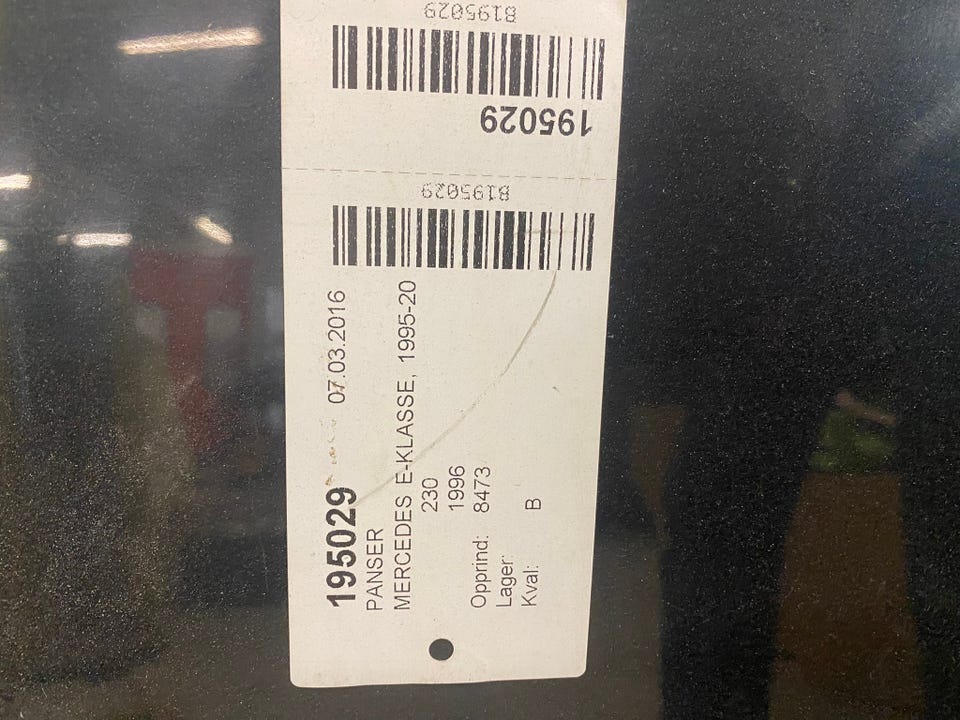 B195029
195029
B195029
195029 07.03.2016
PANSER
MERCEDES E-KLASSE, 1995-20
230
1996
Opprind: 8473
Lager:
Kval: B